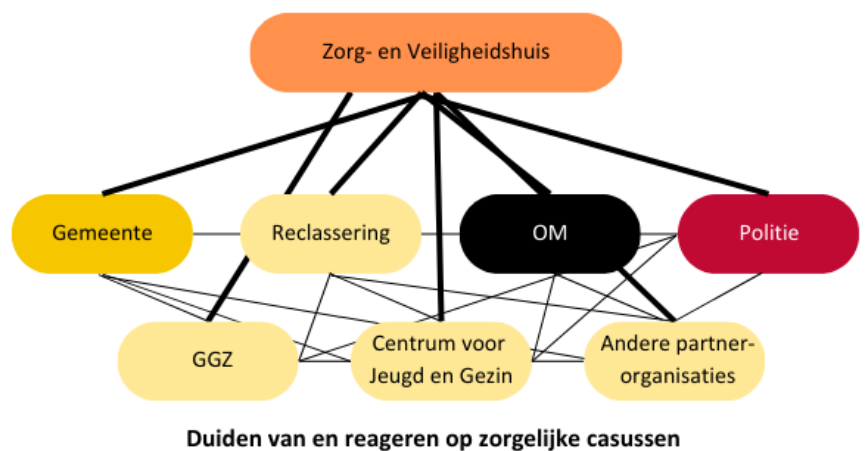 Zorg- en Veiligheidshuis
Gemeente
Reclassering
OM
Politie
GGZ
Centrum voor
Jeugd en Gezin
Andere partner-
organisaties
Duiden van en reageren op zorgelijke casussen